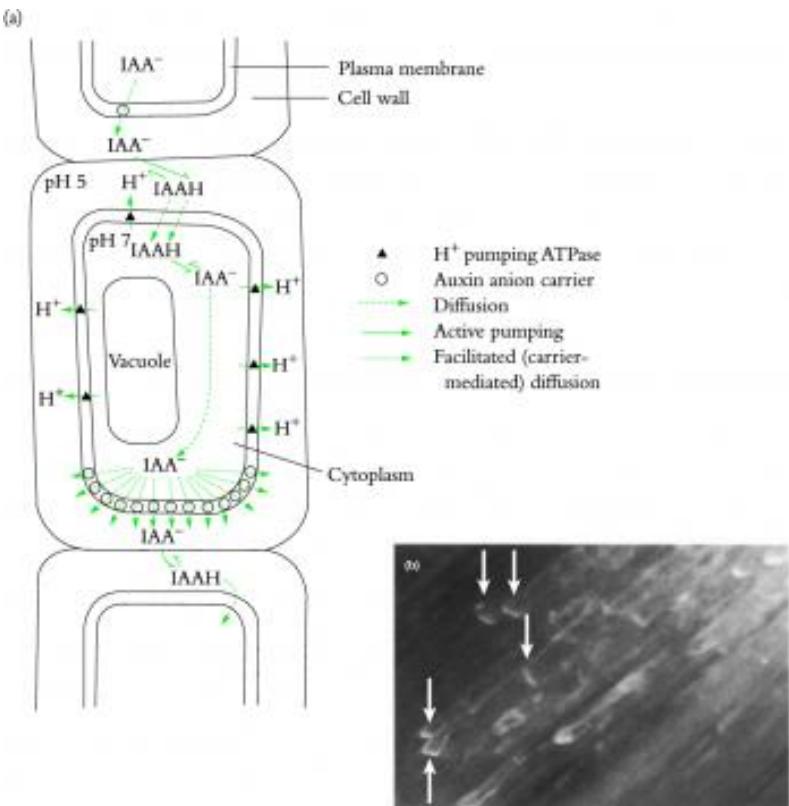 (a)
IAA⁻
Plasma membrane
Cell wall
IAA⁻
pH 5
H⁺
IAAH
pH 7
IAAH
IAA⁻
H⁺
H⁺
Vacuole
H⁺
H⁺
H⁺
IAA⁻
Cytoplasm
IAA⁻
IAAH
H⁺ pumping ATPase
Auxin anion carrier
Diffusion
Active pumping
Facilitated (carrier-
mediated) diffusion
(b)